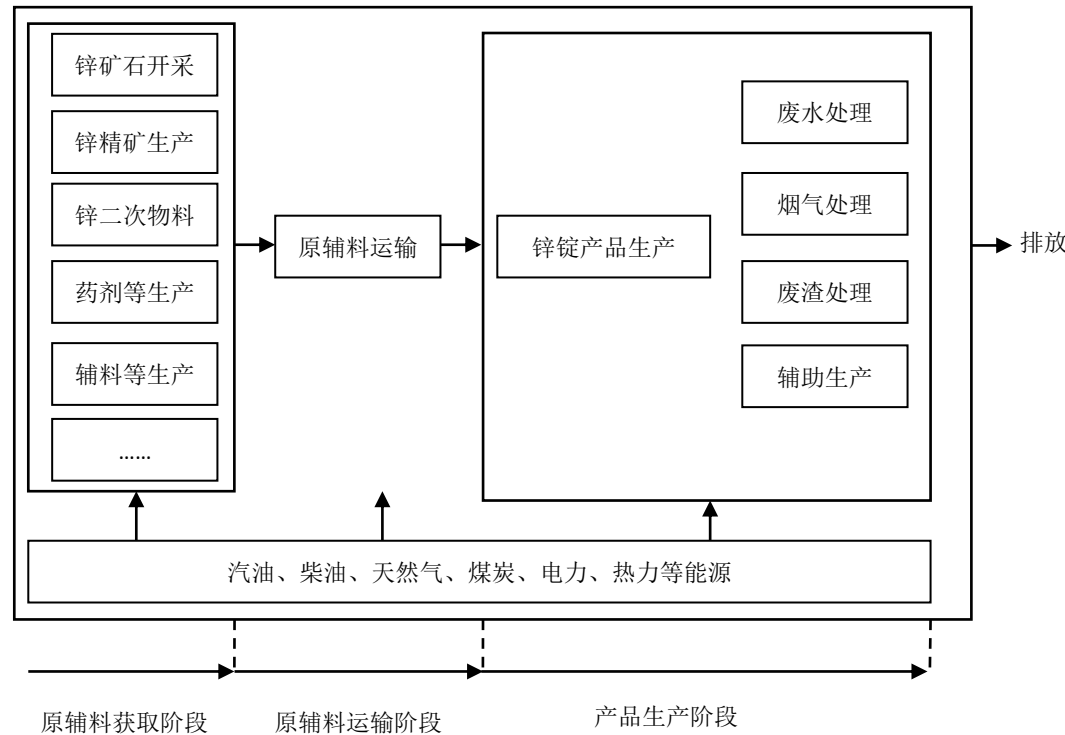 锌矿石开采
锌精矿生产
锌二次物料
药剂等生产
辅料等生产
......
原辅料运输
锌锭产品生产
废水处理
烟气处理
废渣处理
辅助生产
排放
汽油、柴油、天然气、煤炭、电力、热力等能源
原辅料获取阶段
原辅料运输阶段
产品生产阶段